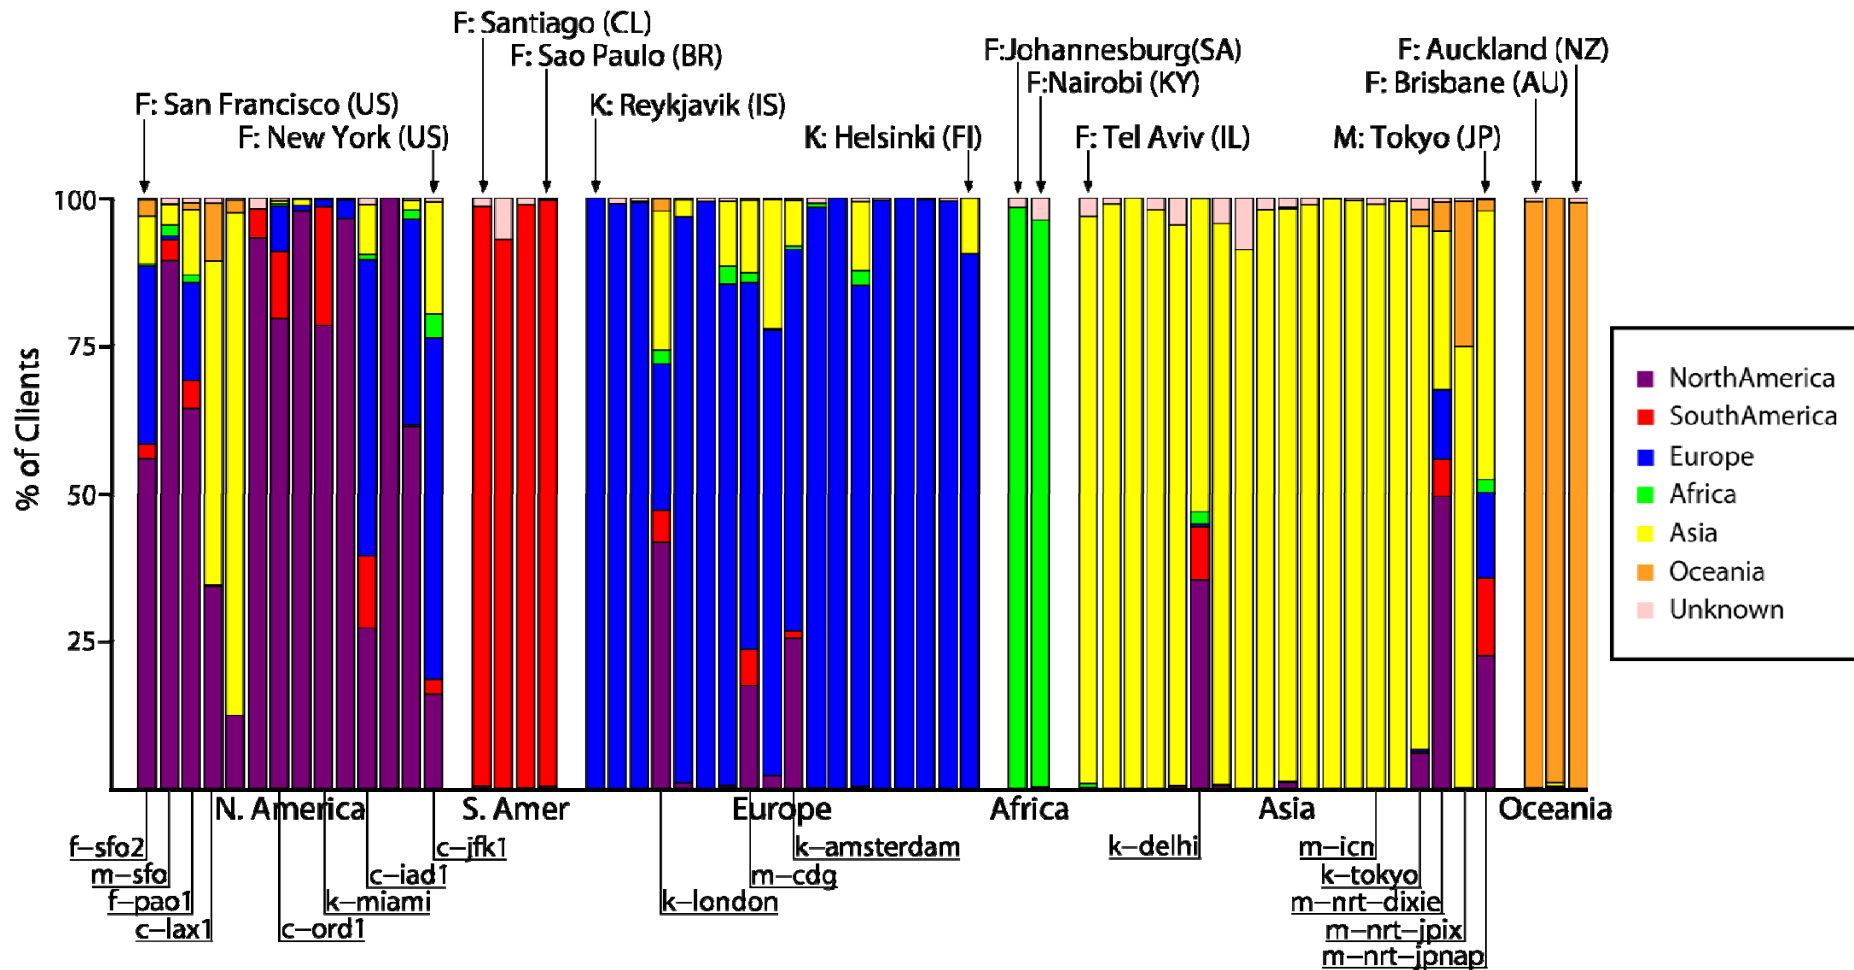 F: Santiago (CL)
F: Sao Paulo (BR)
F:Johannesburg(SA)
F: Auckland (NZ)
F:Nairobi (KY)
F: Brisbane (AU)
F: San Francisco (US)
K: Reykjavik (IS)
F: New York (US)
K: Helsinki (FI)
F: Tel Aviv (IL)
M: Tokyo (JP)
100
75
50
25
% of Clients
NorthAmerica
SouthAmerica
Europe
Africa
Asia
Oceania
Unknown
N. America
S. Amer
Europe
Africa
Asia
Oceania
f-sfo2
c-jfk1
k-amsterdam
k-delhi
m-icn
m-sfo
c-iad1
m-cdg
k-tokyo
f-pao1
k-miami
k-london
m-nrt-dixie
c-lax1
c-ord1
m-nrt-jpix
m-nrt-jpnap